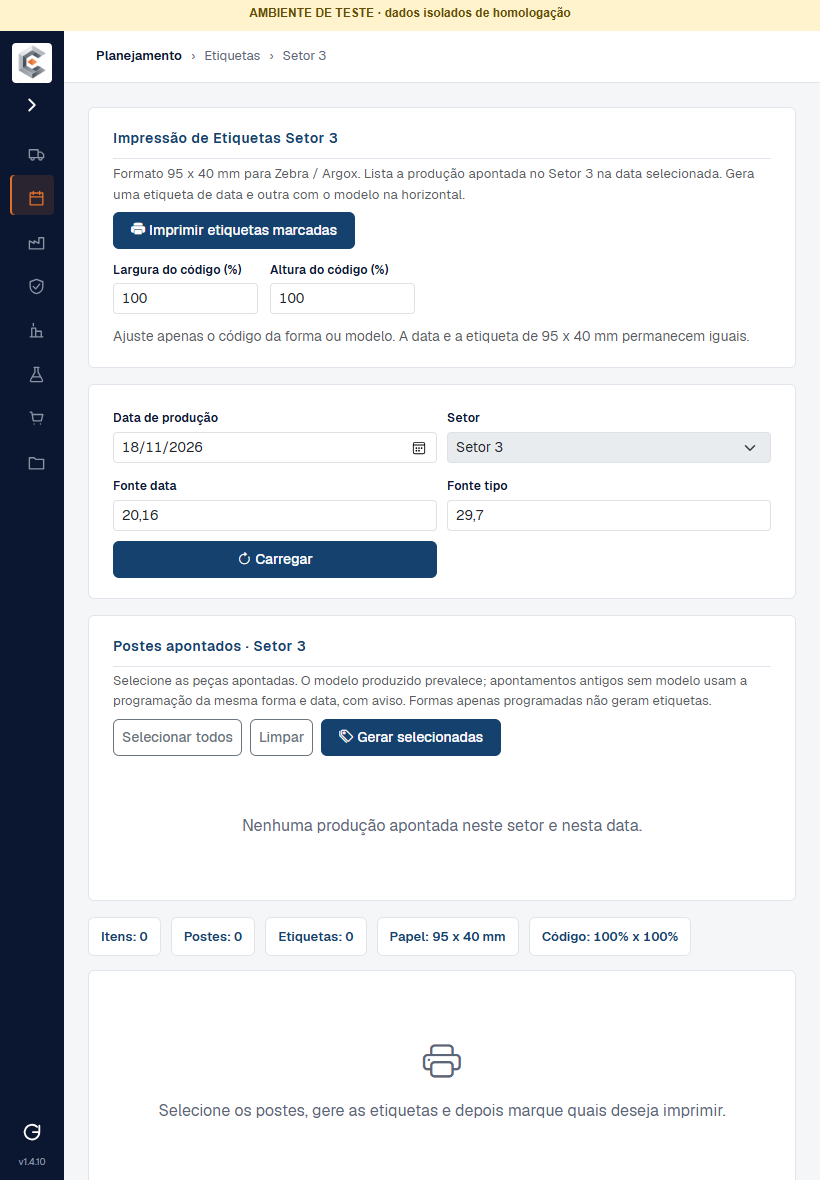 AMBIENTE DE TESTE · dados isolados de homologação
Planejamento › Etiquetas › Setor 3
Impressão de Etiquetas Setor 3
Formato 95 x 40 mm para Zebra / Argox. Lista a produção apontada no Setor 3 na data selecionada. Gera
uma etiqueta de data e outra com o modelo na horizontal.
Imprimir etiquetas marcadas
Largura do código (%) Altura do código (%)
100 100
Ajuste apenas o código da forma ou modelo. A data e a etiqueta de 95 x 40 mm permanecem iguais.
Data de produção Setor
18/11/2026 Setor 3
Fonte data Fonte tipo
20,16 29,7
Carregar
Postes apontados · Setor 3
Selecione as peças apontadas. O modelo produzido prevalece; apontamentos antigos sem modelo usam a
programação da mesma forma e data, com aviso. Formas apenas programadas não geram etiquetas.
Selecionar todos Limpar Gerar selecionadas
Nenhuma produção apontada neste setor e nesta data.
Itens: 0 Postes: 0 Etiquetas: 0 Papel: 95 x 40 mm Código: 100% x 100%
Selecione os postes, gere as etiquetas e depois marque quais deseja imprimir.
v1.4.10